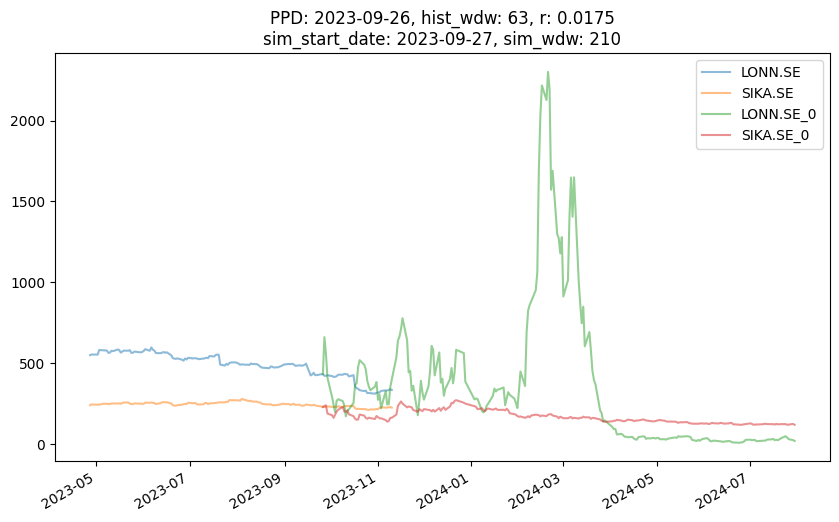 PPD: 2023-09-26, hist_wdw: 63, r: 0.0175
sim_start_date: 2023-09-27, sim_wdw: 210
LONN.SE
SIKA.SE
LONN.SE_0
SIKA.SE_0
2000
1500
1000
500
0
2023-05
2023-07
2023-09
2023-11
2024-01
2024-03
2024-05
2024-07